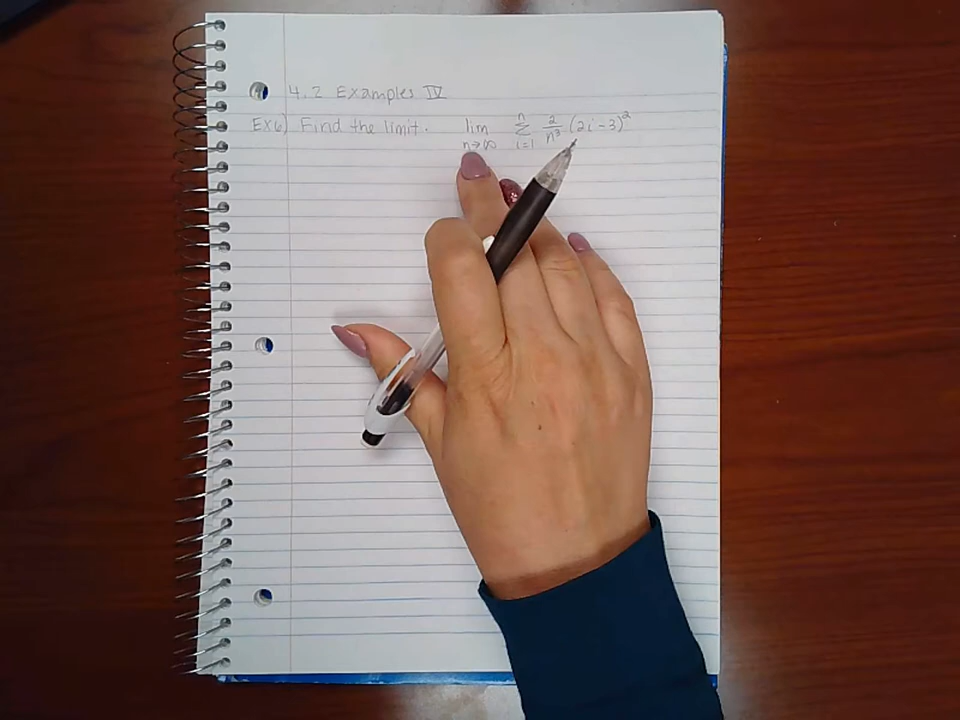 4.2 Examples IV
Ex6) Find the limit. lim n→∞ n Σ i=1 2/n³ (2i-3)²